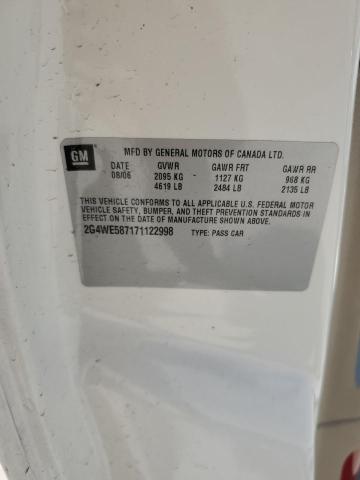 GM
MFD BY GENERAL MOTORS OF CANADA LTD.
DATE GVWR GAWR FRT GAWR RR
08/06 2095 KG 1127 KG 968 KG
4619 LB 2484 LB 2135 LB
THIS VEHICLE CONFORMS TO ALL APPLICABLE U.S. FEDERAL MOTOR
VEHICLE SAFETY, BUMPER, AND THEFT PREVENTION STANDARDS
IN EFFECT ON THE DATE OF MANUFACTURE SHOWN ABOVE.
2G4WE587171122998 TYPE: PASS CAR